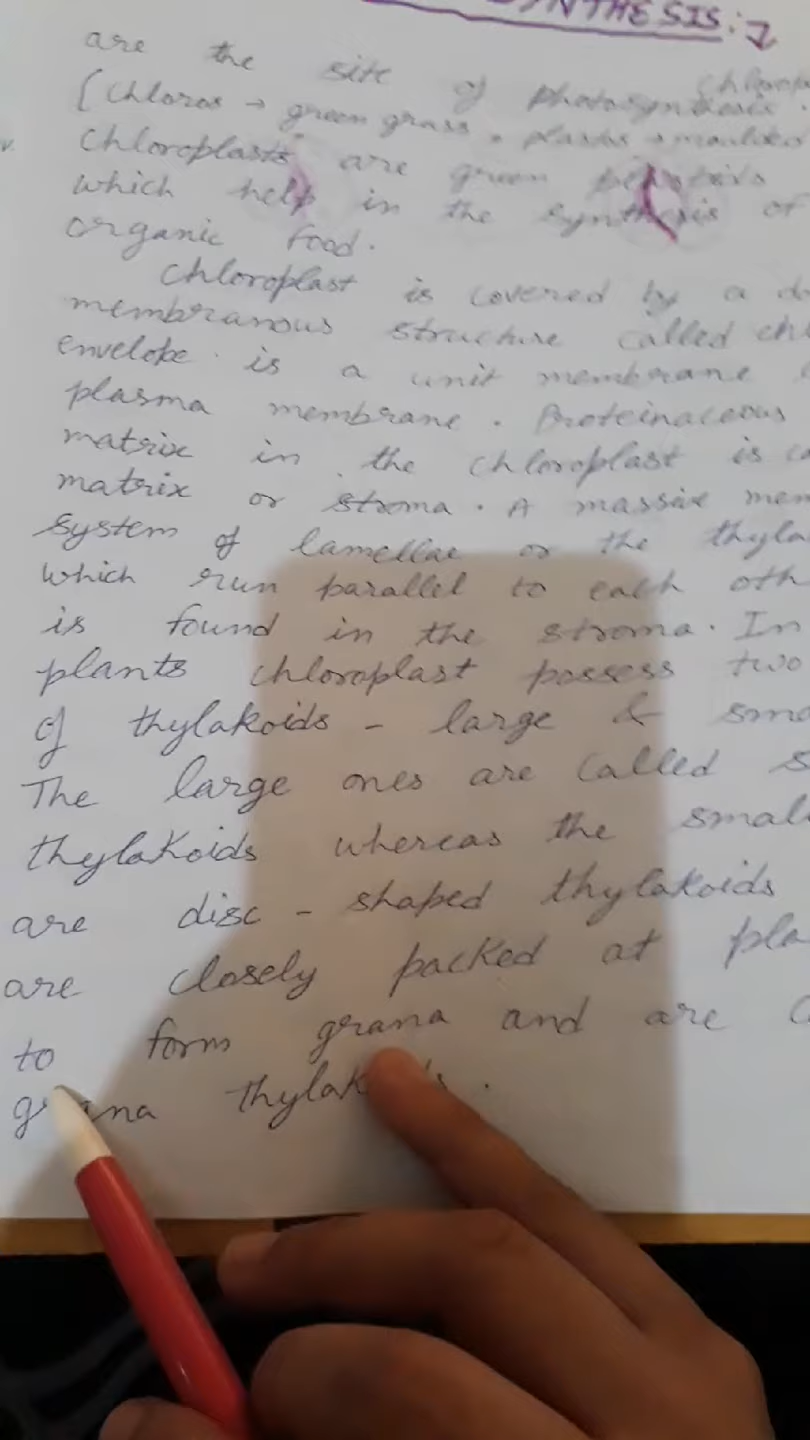 NTHESIS:-
are the site of photosynthesis
[Chloros → green grass, plastos → moulded
Chloroplasts are green plastids
which help in the synthesis of
organic food.
Chloroplast is covered by a
membranous structure called
envelope. is a unit membrane
plasma membrane. Proteinaceous
matrix in the chloroplast is
matrix or stroma. A massive
system of lamellae or the
which run parallel to each
is found in the stroma. In
plants chloroplast possess two
of thylakoids - large &
The large ones are called
thylakoids whereas the
are disc-shaped thylakoids
are closely packed at
to form grana and are
grana thylakoids.